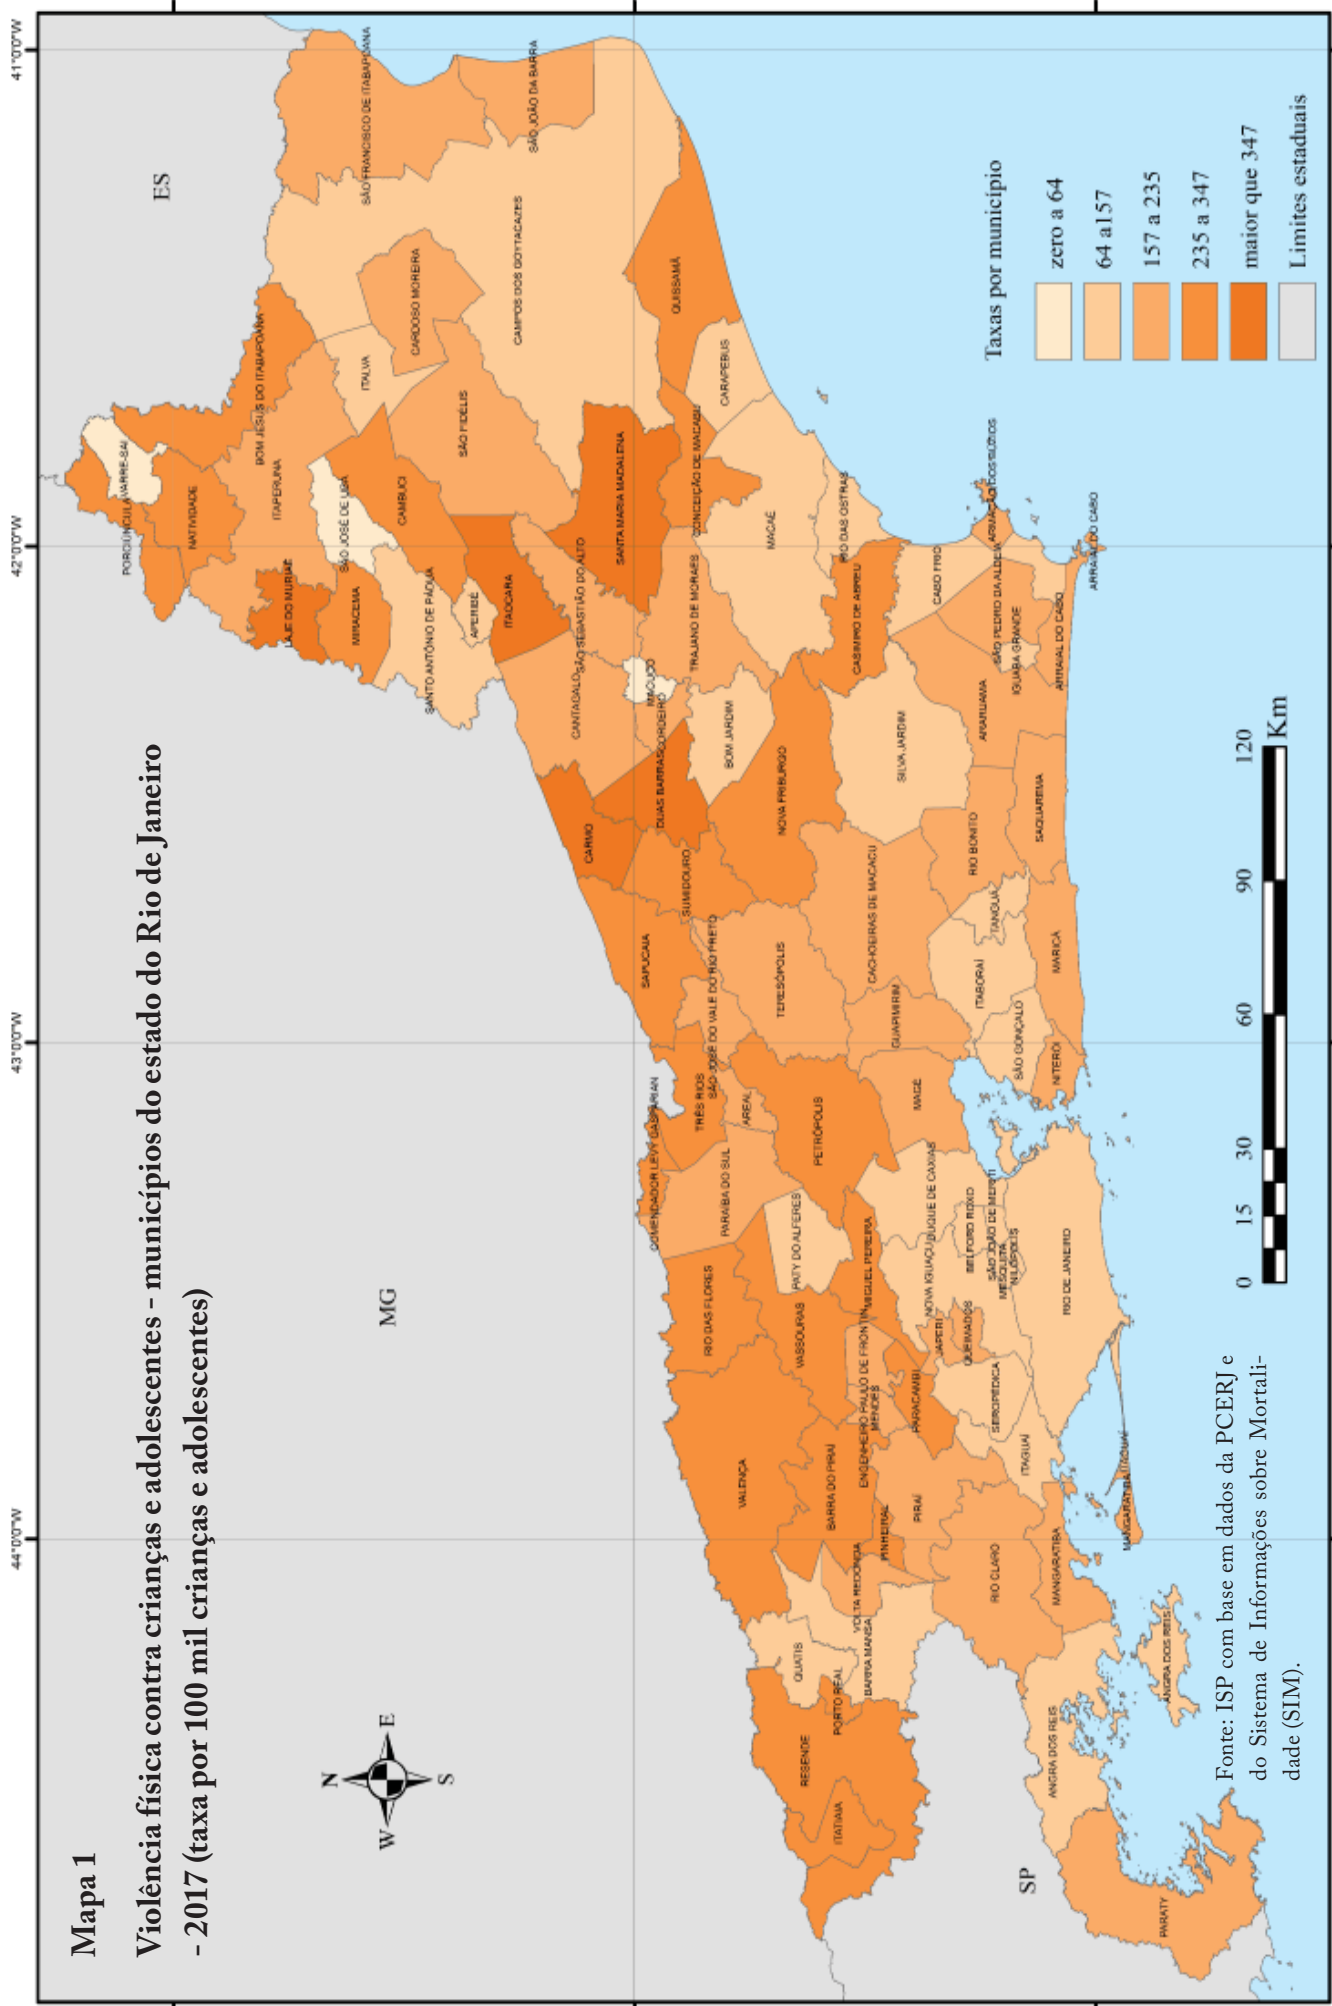 Mapa 1
Violência física contra crianças e adolescentes - municípios do estado do Rio de Janeiro
- 2017 (taxa por 100 mil crianças e adolescentes)
44°0'0"W
43°0'0"W
42°0'0"W
41°0'0"W
N
W
E
S
MG
ES
SP
PORCIÚNCULA
VARRE-SAI
NATIVIDADE
BOM JESUS DO ITABAPOANA
ITAPERUNA
LAJE DO MURIAÉ
SÃO JOSÉ DE UBÁ
MIRACEMA
ITALVA
CAMBUCI
CARDOSO MOREIRA
SÃO FRANCISCO DE ITABAPOANA
SANTO ANTÔNIO DE PÁDUA
APERIBÉ
SÃO FIDÉLIS
ITAOCARA
CAMPOS DOS GOYTACAZES
SÃO JOÃO DA BARRA
CANTAGALO
SÃO SEBASTIÃO DO ALTO
SANTA MARIA MADALENA
CARMO
MACUCO
CORDEIRO
DUAS BARRAS
TRAJANO DE MORAES
CONCEIÇÃO DE MACABU
QUISSAMÃ
CARAPEBUS
SAPUCAIA
SUMIDOURO
BOM JARDIM
MACAÉ
NOVA FRIBURGO
RIO DAS OSTRAS
CASIMIRO DE ABREU
COMENDADOR LEVY GASPARIAN
TRÊS RIOS
SÃO JOSÉ DO VALE DO RIO PRETO
AREAL
PARAÍBA DO SUL
TERESÓPOLIS
CACHOEIRAS DE MACACU
SILVA JARDIM
CABO FRIO
ARMAÇÃO DOS BÚZIOS
RIO DAS FLORES
VALENÇA
VASSOURAS
PATY DO ALFERES
PETRÓPOLIS
GUAPIMIRIM
MAGÉ
MIGUEL PEREIRA
RIO BONITO
ARARUAMA
SÃO PEDRO DA ALDEIA
IGUABA GRANDE
ARRAIAL DO CABO
ARRAIAL DO CABO
SAQUAREMA
TANGUÁ
ITABORAÍ
MARICÁ
SÃO GONÇALO
NITERÓI
BARRA DO PIRAÍ
ENGENHEIRO PAULO DE FRONTIN
MENDES
PINHEIRAL
PIRAÍ
PARACAMBI
JAPERI
QUEIMADOS
NOVA IGUAÇU
DUQUE DE CAXIAS
BELFORD ROXO
SÃO JOÃO DE MERITI
MESQUITA
NILÓPOLIS
RIO DE JANEIRO
SEROPÉDICA
ITAGUAÍ
RESENDE
ITATIAIA
PORTO REAL
QUATIS
BARRA MANSA
VOLTA REDONDA
RIO CLARO
MANGARATIBA
MANGARATIBA
ITAGUAÍ
ANGRA DOS REIS
ANGRA DOS REIS
PARATY
Taxas por município
zero a 64
64 a157
157 a 235
235 a 347
maior que 347
Limites estaduais
0 15 30 60 90 120
Km
Fonte: ISP com base em dados da PCERJ e
do Sistema de Informações sobre Mortali-
dade (SIM).